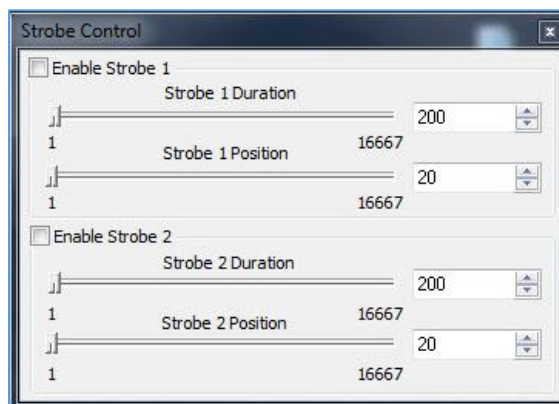 Strobe Control
Enable Strobe 1
Strobe 1 Duration
200
1 16667
Strobe 1 Position
20
1 16667
Enable Strobe 2
Strobe 2 Duration
200
1 16667
Strobe 2 Position
20
1 16667